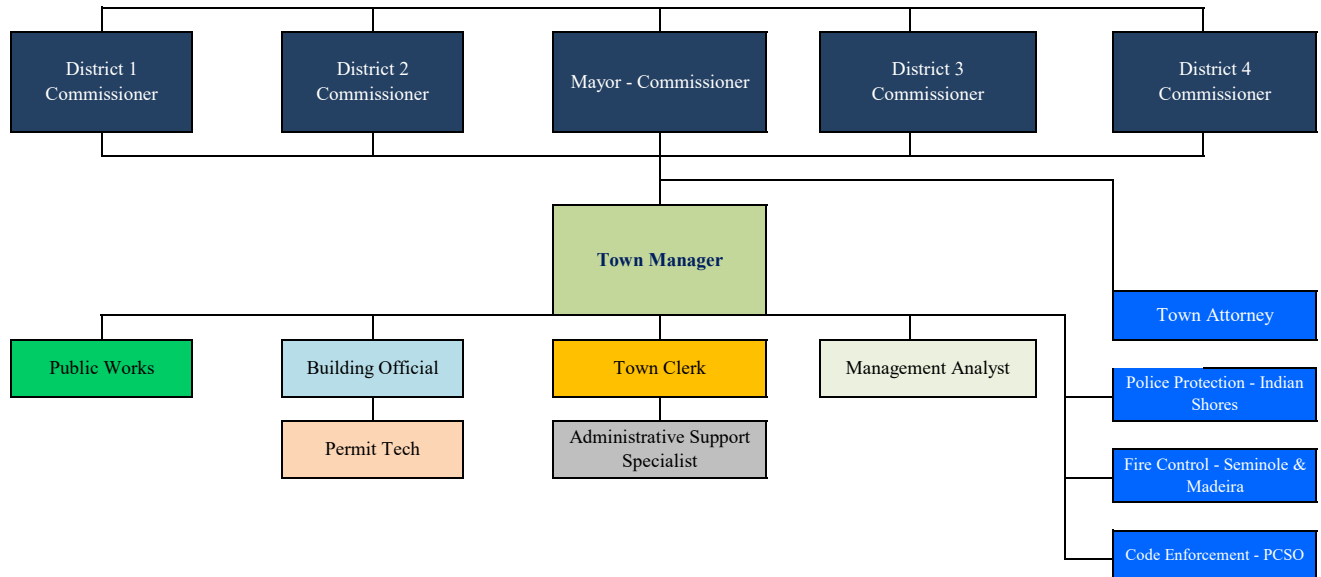 District 1
Commissioner
District 2
Commissioner
Mayor - Commissioner
District 3
Commissioner
District 4
Commissioner
Town Manager
Town Attorney
Public Works
Building Official
Town Clerk
Management Analyst
Police Protection - Indian
Shores
Permit Tech
Administrative Support
Specialist
Fire Control - Seminole &
Madeira
Code Enforcement - PCSO